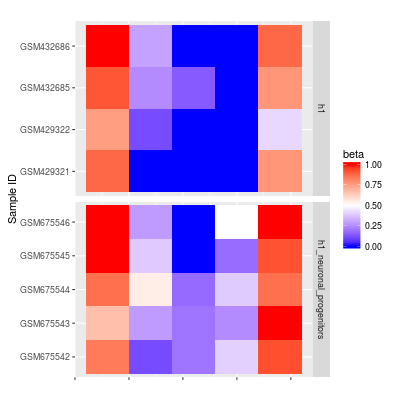 GSM432686
GSM432685
GSM429322
GSM429321
h1
GSM675546
GSM675545
GSM675544
GSM675543
GSM675542
h1_neuronal_progenitors
Sample ID
beta
1.00
0.75
0.50
0.25
0.00